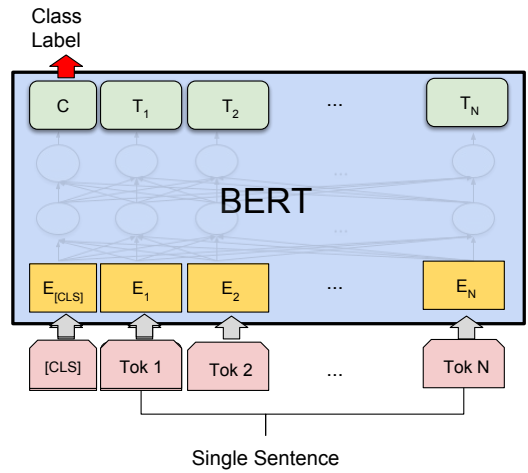 Class
Label
C T1 T2 ... TN
...
BERT
...
E[CLS] E1 E2 ... EN
[CLS] Tok 1 Tok 2 ... Tok N
Single Sentence